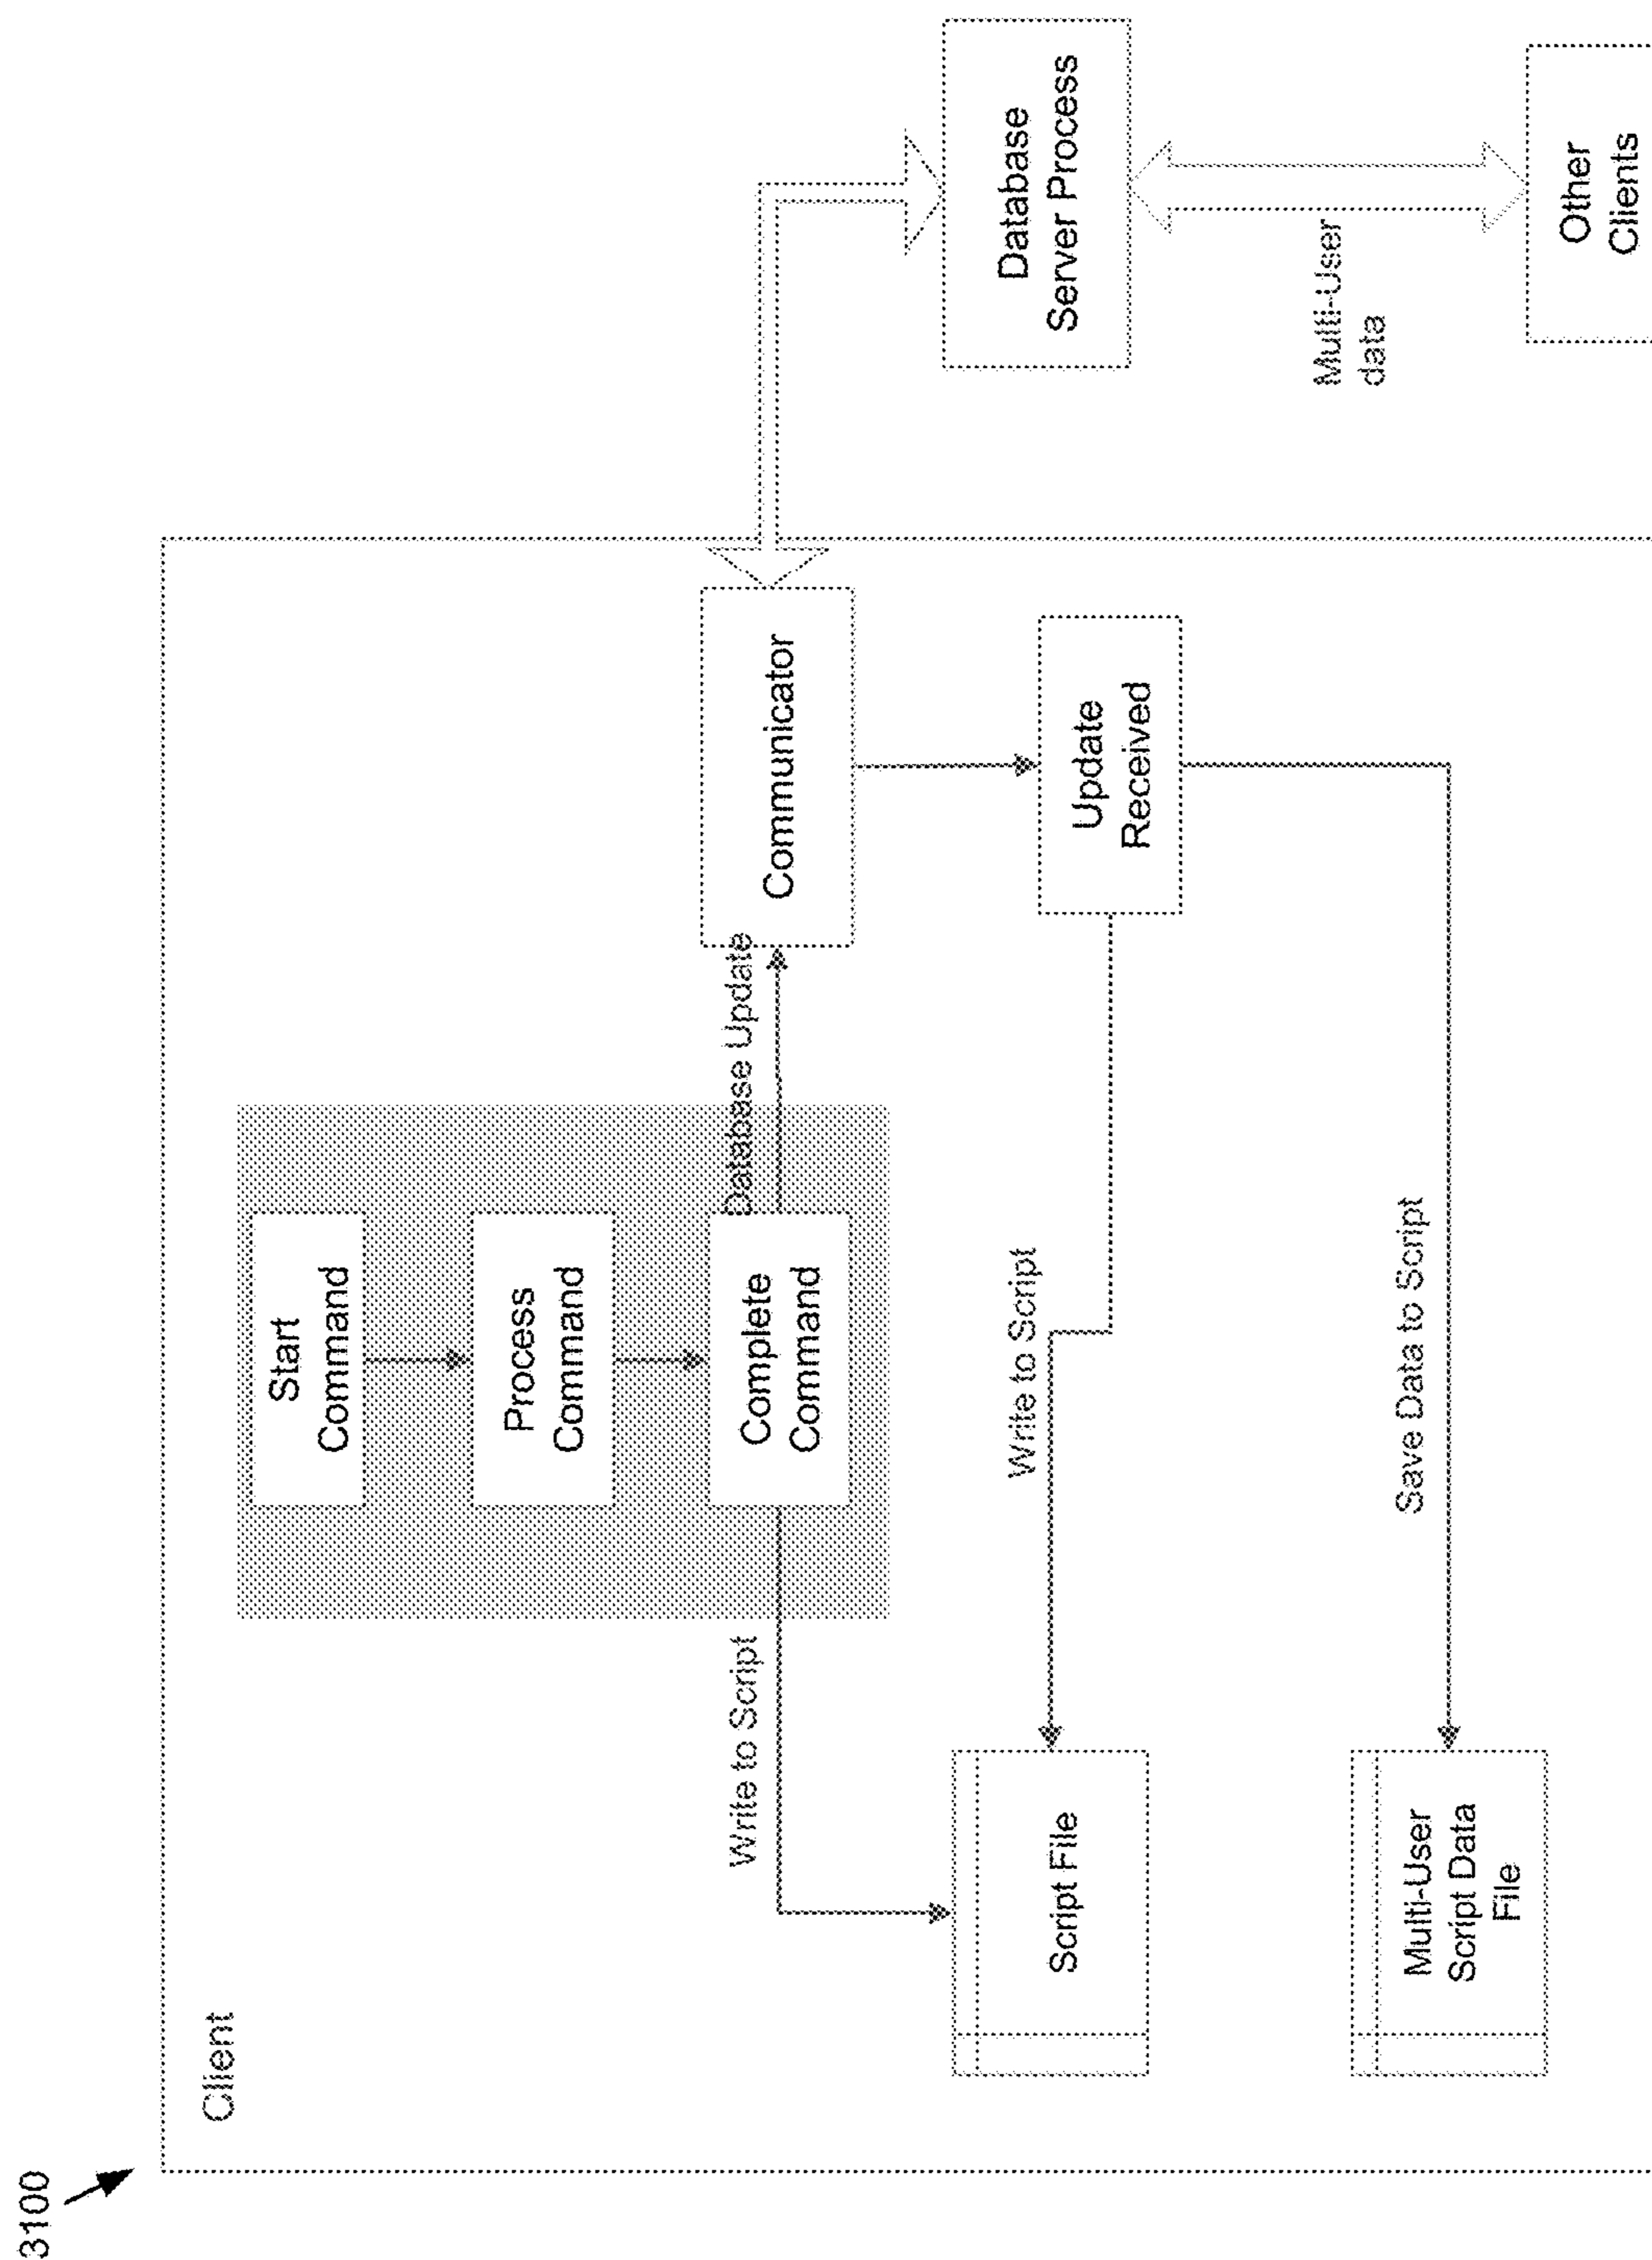 3100
Client
Start
Command
Process
Command
Complete
Command
Write to Script
Database Update
Communicator
Database
Server Process
Script File
Write to Script
Update
Received
Multi-User
data
Multi-User
Script Data
File
Save Data to Script
Other
Clients